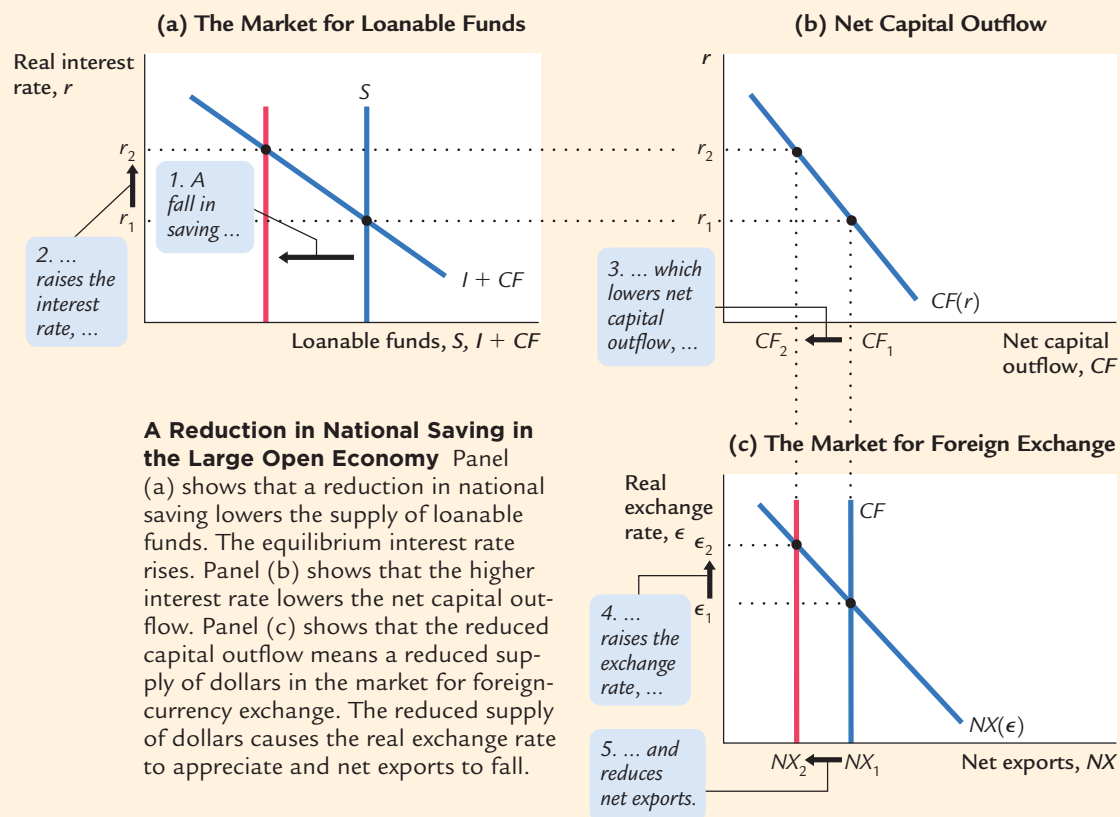 (a) The Market for Loanable Funds
Real interest
rate, r
S
r₂
r₁
1. A
fall in
saving ...
2. ...
raises the
interest
rate, ...
I + CF
Loanable funds, S, I + CF
(b) Net Capital Outflow
r
r₂
r₁
3. ... which
lowers net
capital
outflow, ...
CF(r)
CF₂
CF₁
Net capital
outflow, CF
A Reduction in National Saving in
the Large Open Economy Panel
(a) shows that a reduction in national
saving lowers the supply of loanable
funds. The equilibrium interest rate
rises. Panel (b) shows that the higher
interest rate lowers the net capital out-
flow. Panel (c) shows that the reduced
capital outflow means a reduced sup-
ply of dollars in the market for foreign-
currency exchange. The reduced supply
of dollars causes the real exchange rate
to appreciate and net exports to fall.
(c) The Market for Foreign Exchange
Real
exchange
rate, ϵ
CF
ϵ₂
ϵ₁
4. ...
raises the
exchange
rate, ...
NX(ϵ)
5. ... and
reduces
net exports.
NX₂
NX₁
Net exports, NX